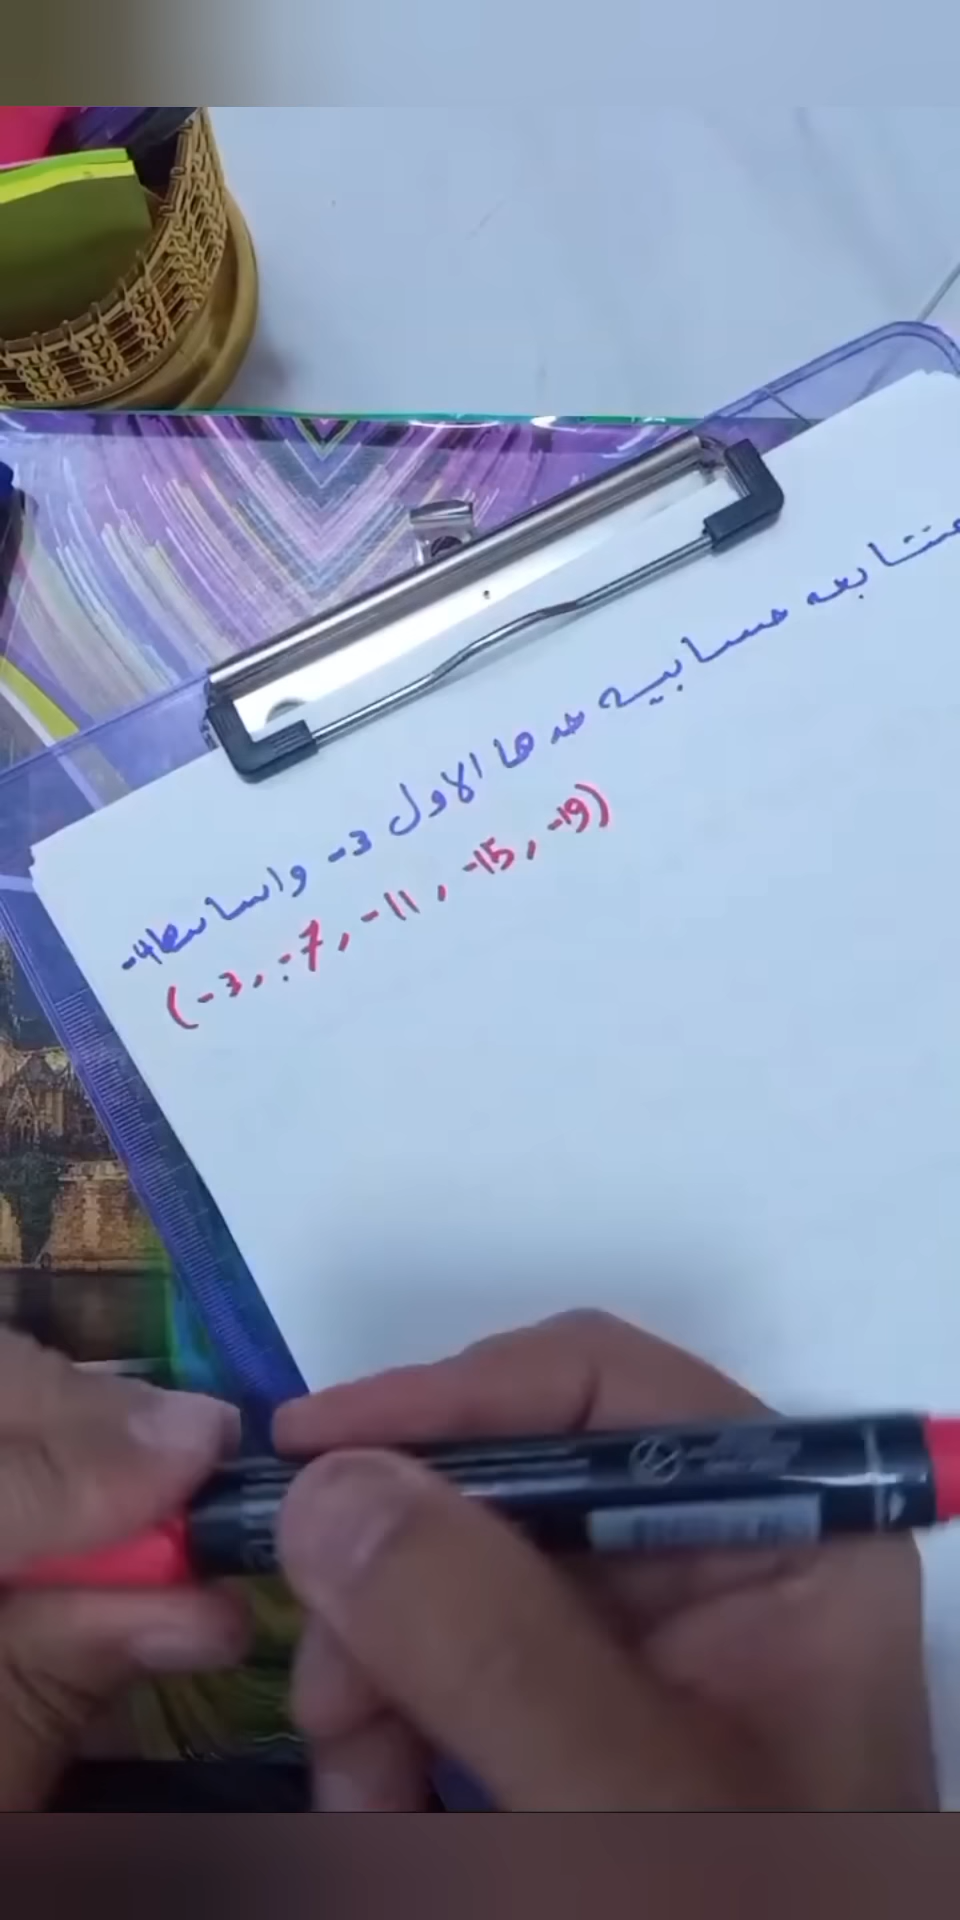 متتابعه حسابيه حدها الاول 3- واساسها 4-
(-3, -7, -11, -15, -19)